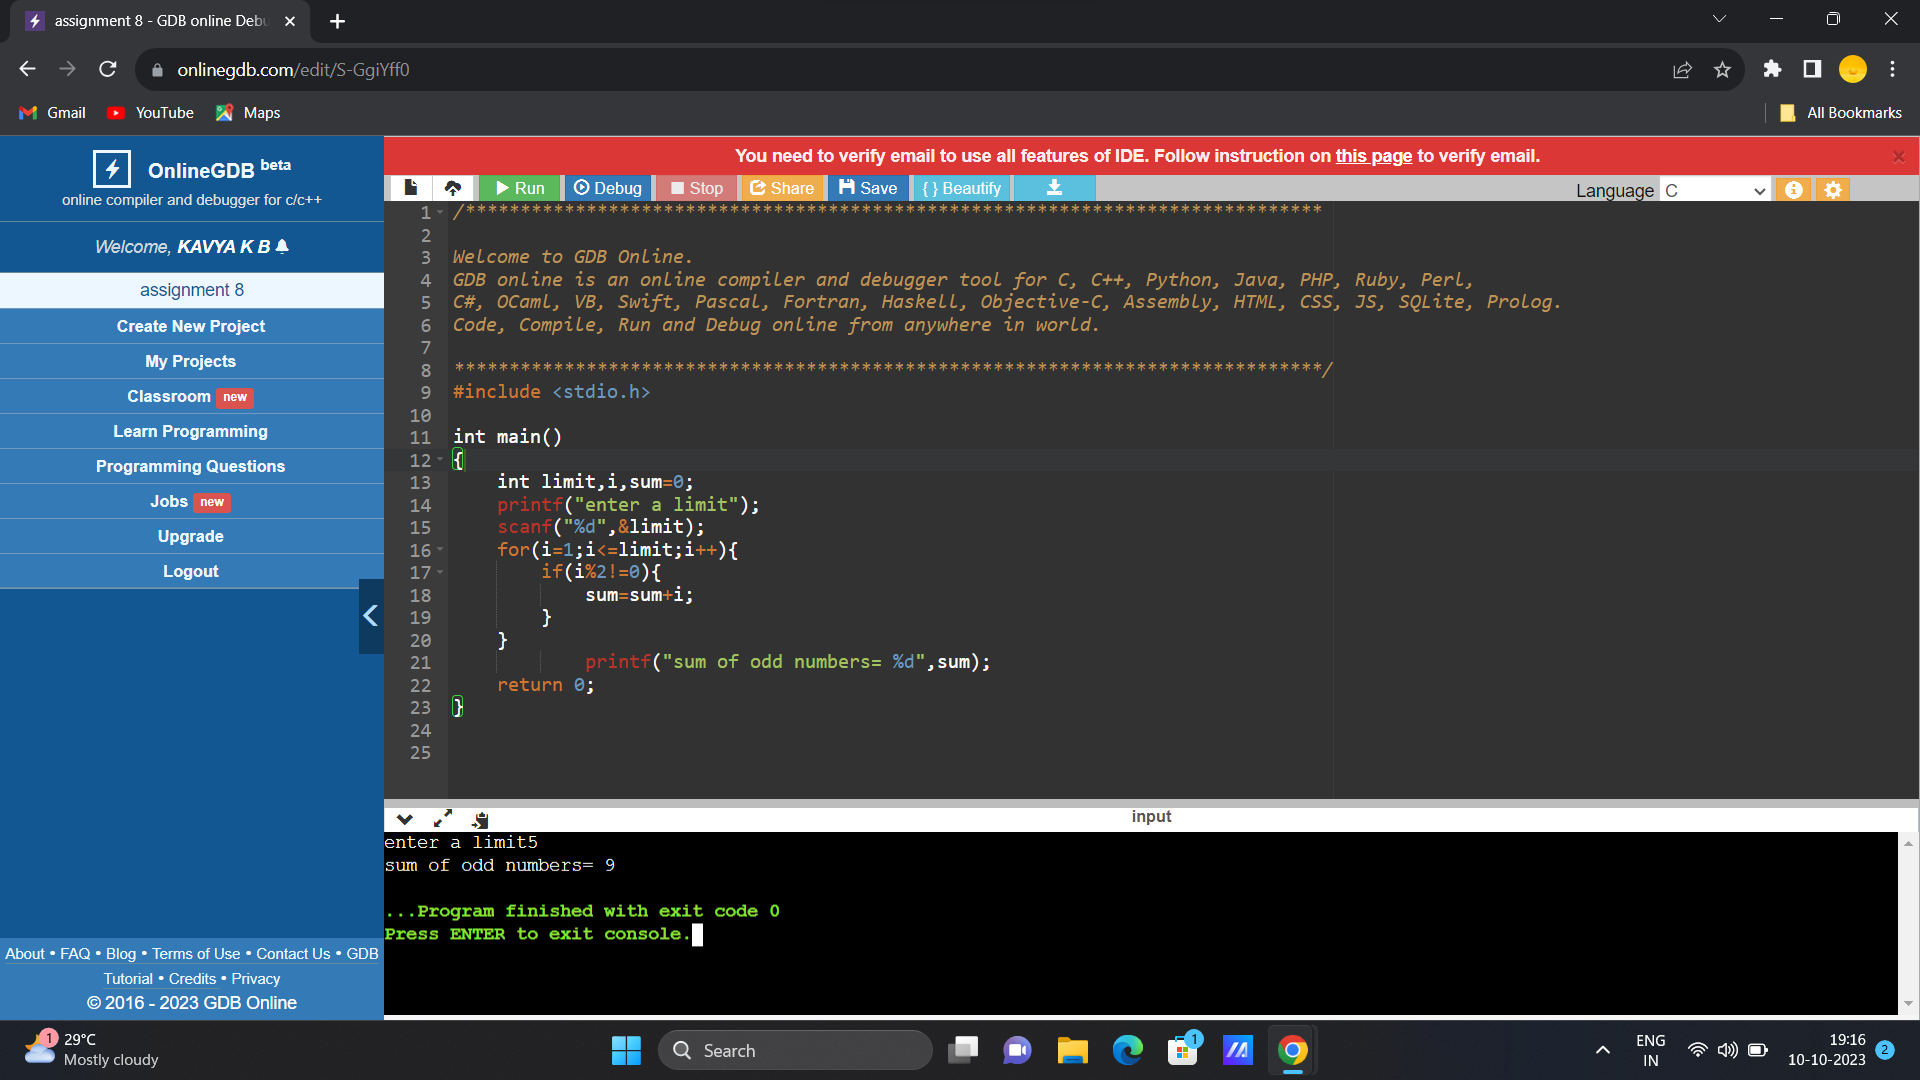 assignment 8 - GDB online Debu
onlinegdb.com/edit/S-GgiYff0
Gmail YouTube Maps All Bookmarks
OnlineGDB beta
online compiler and debugger for c/c++
Welcome, KAVYA K B
assignment 8
Create New Project
My Projects
Classroom new
Learn Programming
Programming Questions
Jobs new
Upgrade
Logout
About • FAQ • Blog • Terms of Use • Contact Us • GDB
Tutorial • Credits • Privacy
© 2016 - 2023 GDB Online
You need to verify email to use all features of IDE. Follow instruction on this page to verify email.
Run Debug Stop Share Save { } Beautify Language C
1 /******************************************************************************
2
3 Welcome to GDB Online.
4 GDB online is an online compiler and debugger tool for C, C++, Python, Java, PHP, Ruby, Perl,
5 C#, OCaml, VB, Swift, Pascal, Fortran, Haskell, Objective-C, Assembly, HTML, CSS, JS, SQLite, Prolog.
6 Code, Compile, Run and Debug online from anywhere in world.
7
8 *******************************************************************************/
9 #include <stdio.h>
10
11 int main()
12 {
13 int limit,i,sum=0;
14 printf("enter a limit");
15 scanf("%d",&limit);
16 for(i=1;i<=limit;i++){
17 if(i%2!=0){
18 sum=sum+i;
19 }
20 }
21 printf("sum of odd numbers= %d",sum);
22 return 0;
23 }
24
25
input
enter a limit5
sum of odd numbers= 9
...Program finished with exit code 0
Press ENTER to exit console.
1
29°C
Mostly cloudy
Search
1
ENG
IN
19:16
10-10-2023
2